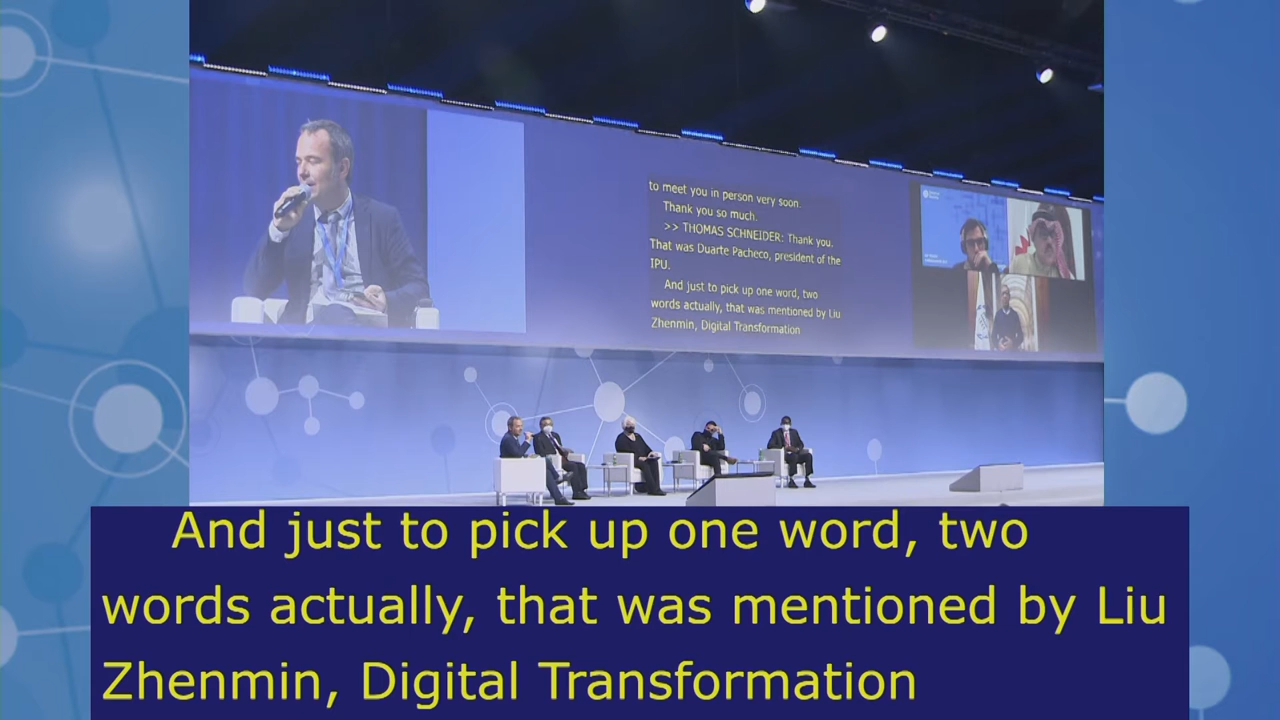 to meet you in person very soon.
Thank you so much.
>> THOMAS SCHNEIDER: Thank you.
That was Duarte Pacheco, president of the
IPU.
And just to pick up one word, two
words actually, that was mentioned by Liu
Zhenmin, Digital Transformation
And just to pick up one word, two
words actually, that was mentioned by Liu
Zhenmin, Digital Transformation